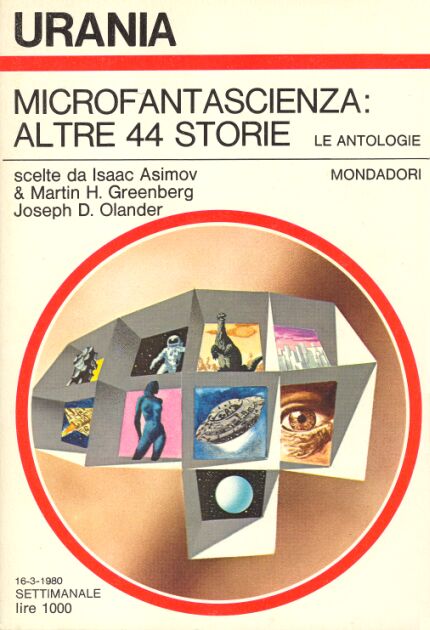 URANIA
MICROFANTASCIENZA:
ALTRE 44 STORIE
LE ANTOLOGIE
scelte da Isaac Asimov
& Martin H. Greenberg
Joseph D. Olander
MONDADORI
16-3-1980
SETTIMANALE
lire 1000